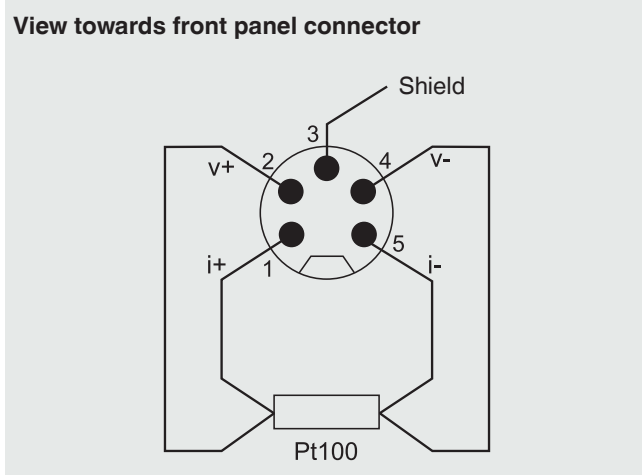 View towards front panel connector
Shield
3
v+ 2 4 v-
i+ 1 5 i-
Pt100